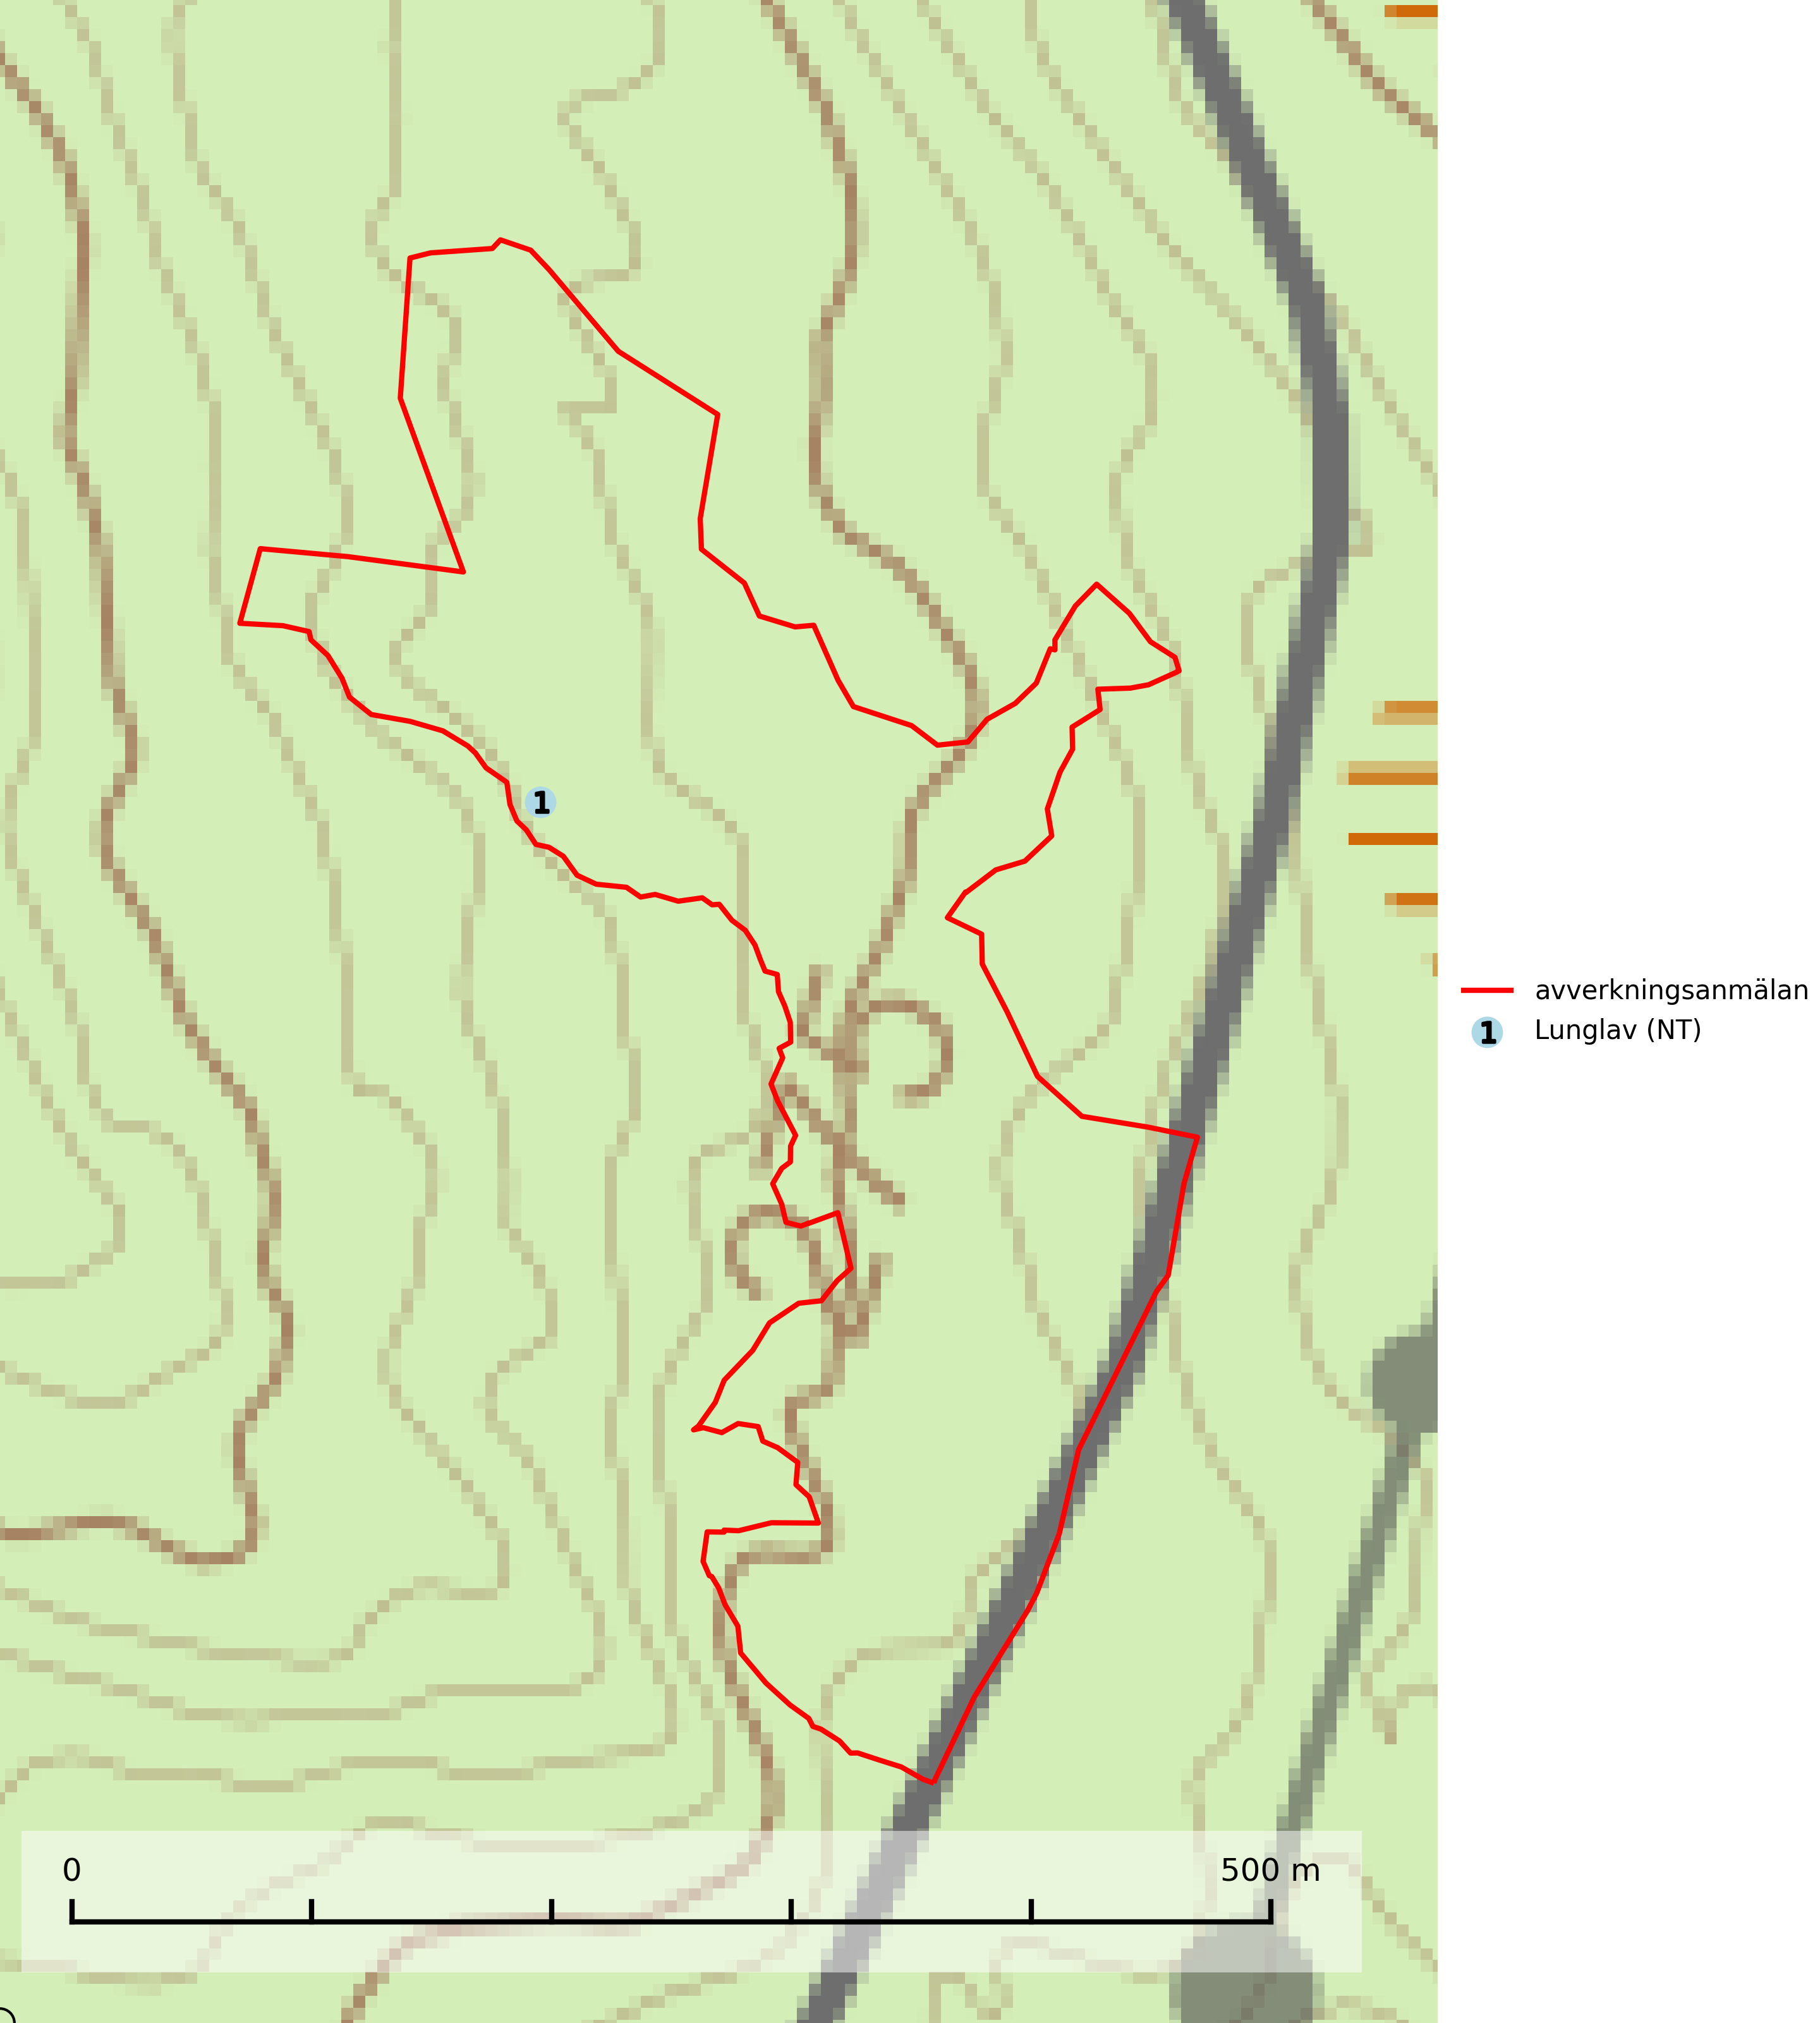 1
avverkningsanmälan
1 Lunglav (NT)
0 500 m